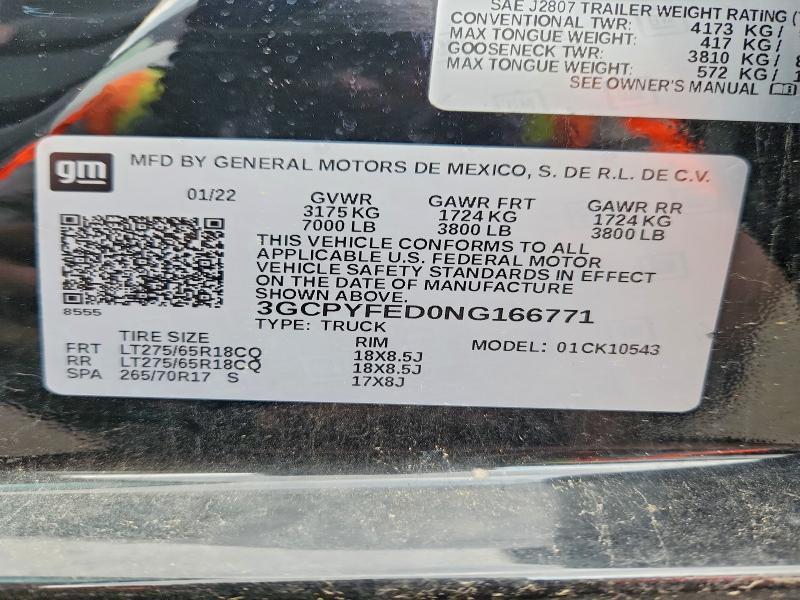 SAE J2807 TRAILER WEIGHT RATING (
CONVENTIONAL TWR: 4173 KG/
MAX TONGUE WEIGHT: 417 KG/
GOOSENECK TWR: 3810 KG/ 8
MAX TONGUE WEIGHT: 572 KG/ 1
SEE OWNER'S MANUAL
gm MFD BY GENERAL MOTORS DE MEXICO, S. DE R.L. DE C.V.
01/22 GVWR GAWR FRT GAWR RR
3175 KG 1724 KG 1724 KG
7000 LB 3800 LB 3800 LB
THIS VEHICLE CONFORMS TO ALL
APPLICABLE U.S. FEDERAL MOTOR
VEHICLE SAFETY STANDARDS IN EFFECT
ON THE DATE OF MANUFACTURE
SHOWN ABOVE.
8555 3GCPYFED0NG166771
TYPE: TRUCK
TIRE SIZE RIM MODEL: 01CK10543
FRT LT275/65R18CQ 18X8.5J
RR LT275/65R18CQ 18X8.5J
SPA 265/70R17 S 17X8J